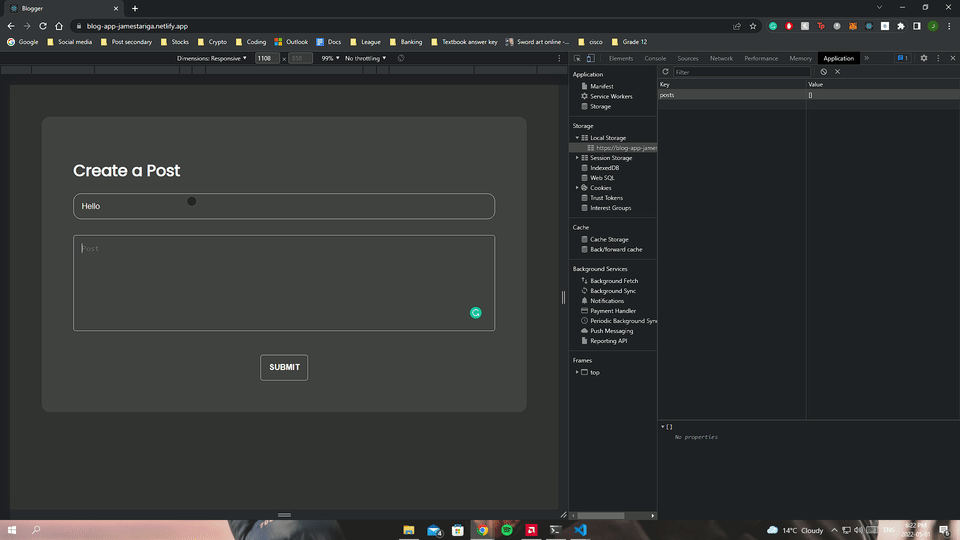 Blogger
blog-app-jamestariga.netlify.app
Google Social media Post secondary Stocks Crypto Coding Outlook Docs League Banking Textbook answer key Sword art online -... cisco Grade 12
Dimensions: Responsive 1108 × 850 99% No throttling
Elements Console Sources Network Performance Memory Application 1
Filter
Application
Manifest
Service Workers
Storage
Storage
Local Storage
https://blog-app-james
Session Storage
IndexedDB
Web SQL
Cookies
Trust Tokens
Interest Groups
Cache
Cache Storage
Back/forward cache
Background Services
Background Fetch
Background Sync
Notifications
Payment Handler
Periodic Background Sync
Push Messaging
Reporting API
Frames
top
Key Value
posts []
[]
No properties
Create a Post
Hello
Post
SUBMIT
14°C Cloudy ENG 6:22 PM
2022-05-01